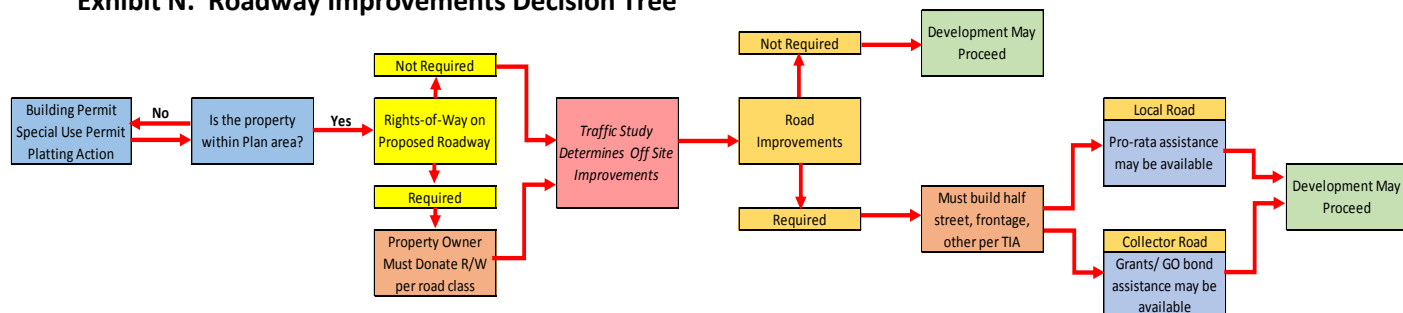 Exhibit N. Roadway Improvements Decision Tree
Building Permit
Special Use Permit
Platting Action
No
Is the property
within Plan area?
Yes
Not Required
Rights-of-Way on
Proposed Roadway
Required
Property Owner
Must Donate R/W
per road class
Traffic Study
Determines Off Site
Improvements
Not Required
Road
Improvements
Required
Development May
Proceed
Must build half
street, frontage,
other per TIA
Local Road
Pro-rata assistance
may be available
Collector Road
Grants/ GO bond
assistance may be
available
Development May
Proceed